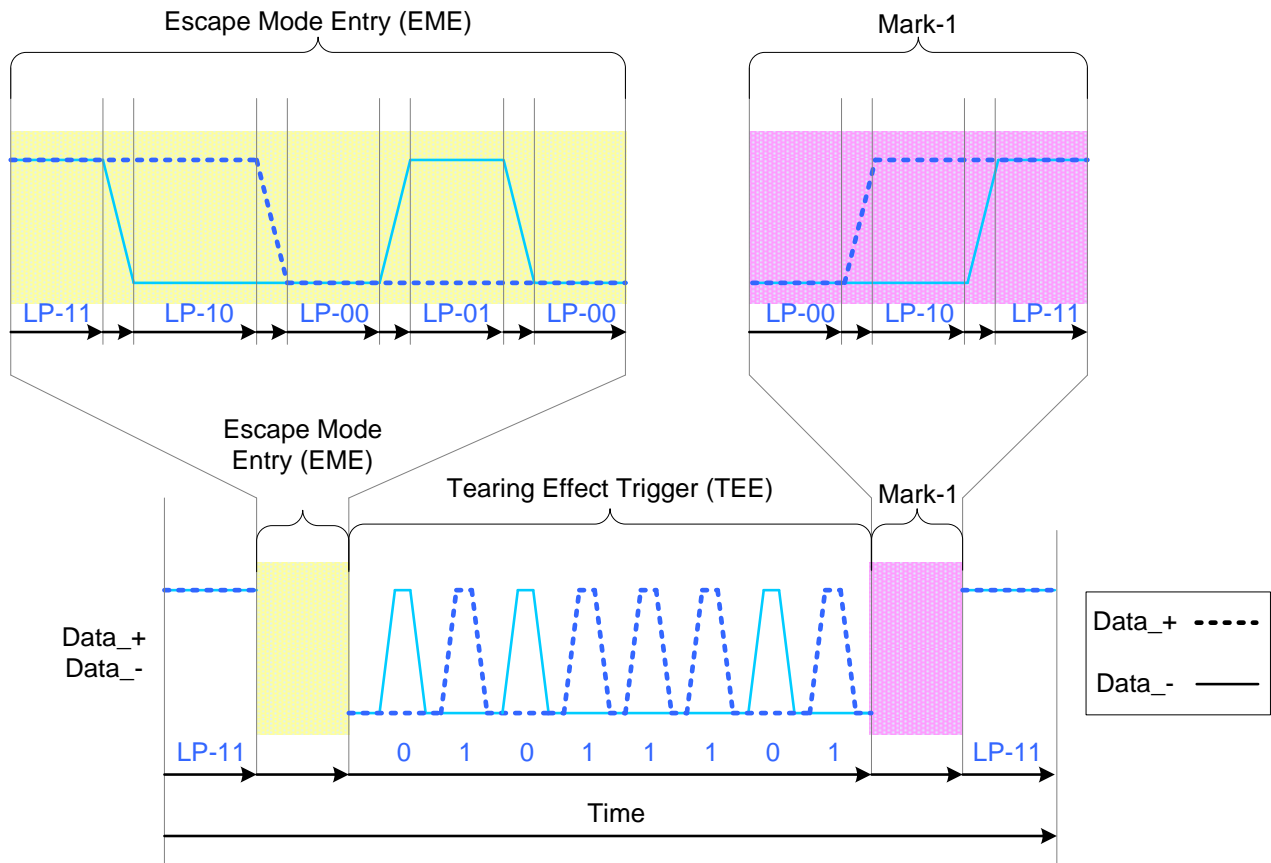 Escape Mode Entry (EME)
Mark-1
LP-11 LP-10 LP-00 LP-01 LP-00
LP-00 LP-10 LP-11
Escape Mode
Entry (EME)
Tearing Effect Trigger (TEE)
Mark-1
Data_+
Data_-
Data_+
Data_-
LP-11 0 1 0 1 1 1 0 1 LP-11
Time